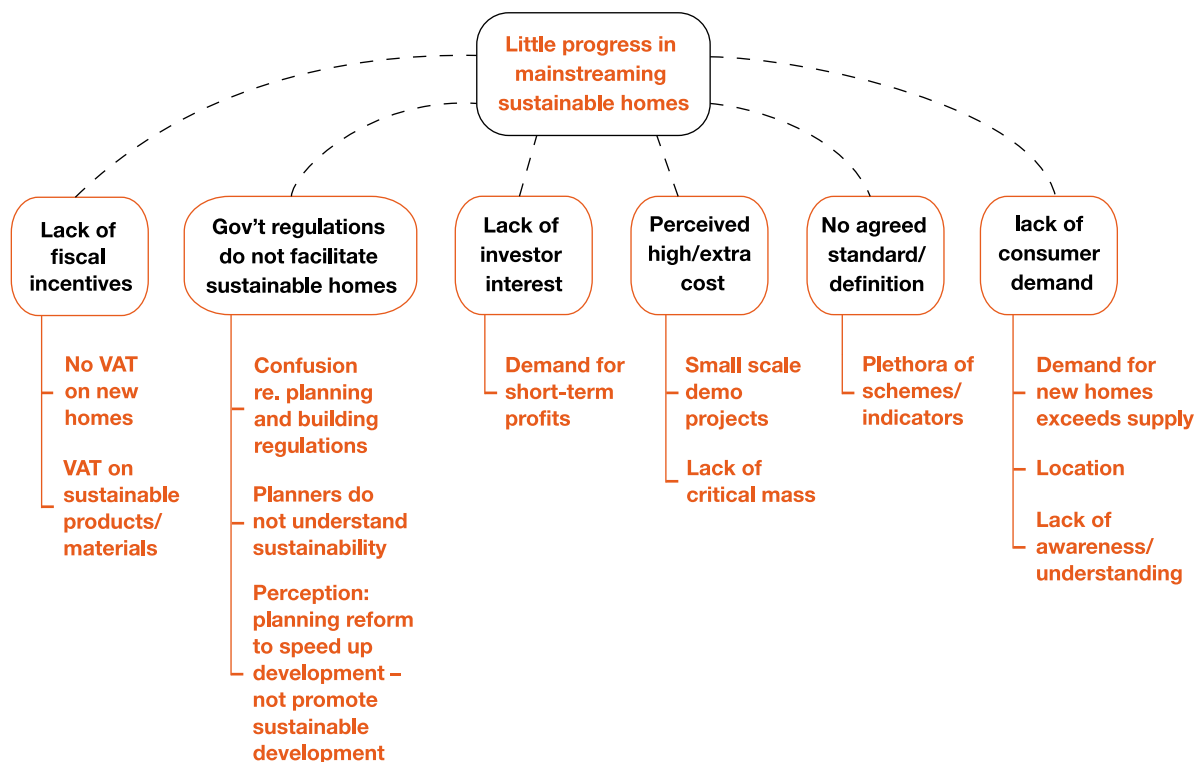 Little progress in
mainstreaming
sustainable homes
Lack of
fiscal
incentives
No VAT
on new
homes
VAT on
sustainable
products/
materials
Gov’t regulations
do not facilitate
sustainable homes
Confusion
re. planning
and building
regulations
Planners do
not understand
sustainability
Perception:
planning reform
to speed up
development –
not promote
sustainable
development
Lack of
investor
interest
Demand for
short-term
profits
Perceived
high/extra
cost
Small scale
demo
projects
Lack of
critical mass
No agreed
standard/
definition
Plethora of
schemes/
indicators
lack of
consumer
demand
Demand for
new homes
exceeds supply
Location
Lack of
awareness/
understanding